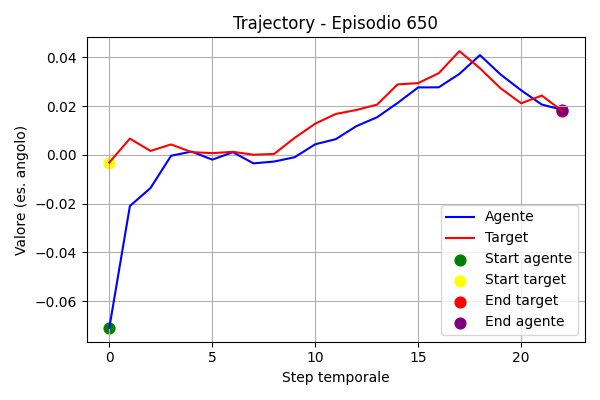 Trajectory - Episodio 650
Valore (es. angolo)
0.04
0.02
0.00
−0.02
−0.04
−0.06
0 5 10 15 20
Step temporale
Agente
Target
Start agente
Start target
End target
End agente